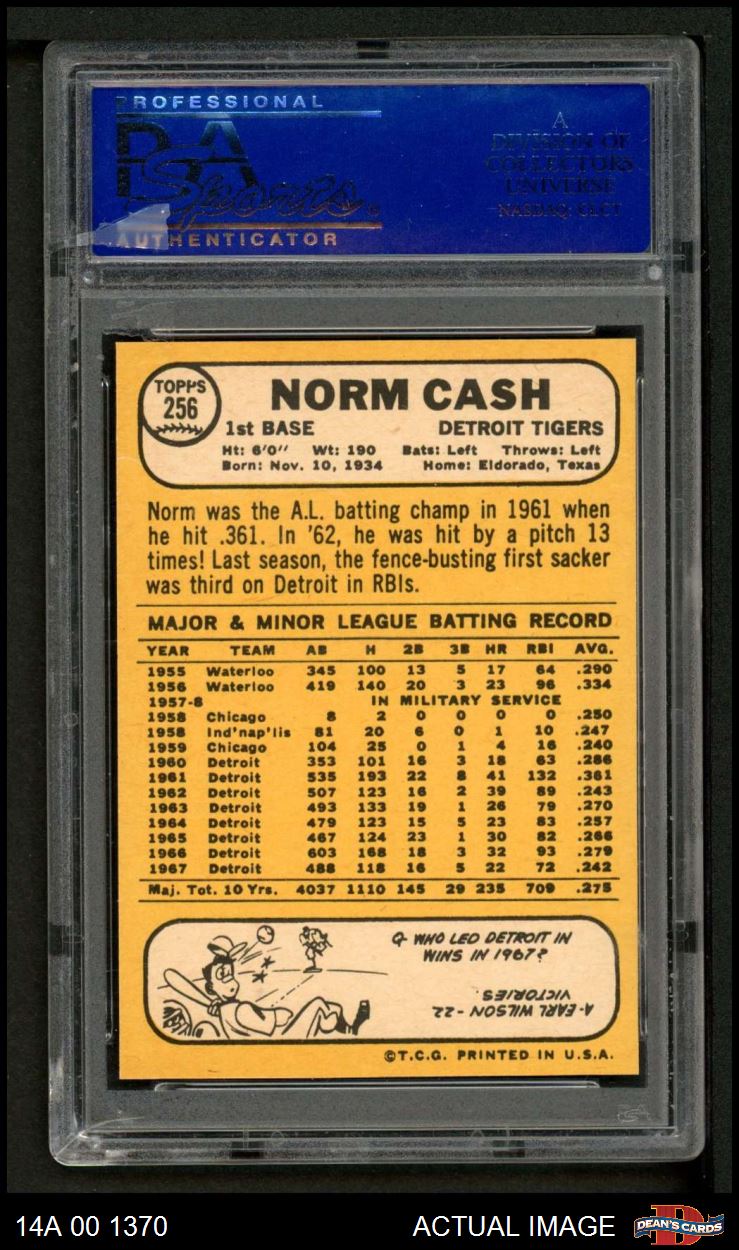 PROFESSIONAL
PSA
Sports
AUTHENTICATOR
A
DIVISION OF
COLLECTORS
UNIVERSE
NASDAQ: CLCT
TOPPS
256
NORM CASH
1st BASE DETROIT TIGERS
Ht: 6'0" Wt: 190 Bats: Left Throws: Left
Born: Nov. 10, 1934 Home: Eldorado, Texas
Norm was the A.L. batting champ in 1961 when
he hit .361. In '62, he was hit by a pitch 13
times! Last season, the fence-busting first sacker
was third on Detroit in RBIs.
MAJOR & MINOR LEAGUE BATTING RECORD
YEAR TEAM AB H 2B 3B HR RBI AVG.
1955 Waterloo 345 100 13 5 17 64 .290
1956 Waterloo 419 140 20 3 23 96 .334
1957-8 IN MILITARY SERVICE
1958 Chicago 8 2 0 0 0 0 .250
1958 Ind'nap'lis 81 20 6 0 1 10 .247
1959 Chicago 104 25 0 1 4 16 .240
1960 Detroit 353 101 16 3 18 63 .286
1961 Detroit 535 193 22 8 41 132 .361
1962 Detroit 507 123 16 2 39 89 .243
1963 Detroit 493 133 19 1 26 79 .270
1964 Detroit 479 123 15 5 23 83 .257
1965 Detroit 467 124 23 1 30 82 .266
1966 Detroit 603 168 18 3 32 93 .279
1967 Detroit 488 118 16 5 22 72 .242
Maj. Tot. 10 Yrs. 4037 1110 145 29 235 709 .275
Q- WHO LED DETROIT IN
WINS IN 1967?
A- EARL WILSON - 22
VICTORIES.
©T.C.G. PRINTED IN U.S.A.
14A 00 1370 ACTUAL IMAGE
DEAN'S CARDS